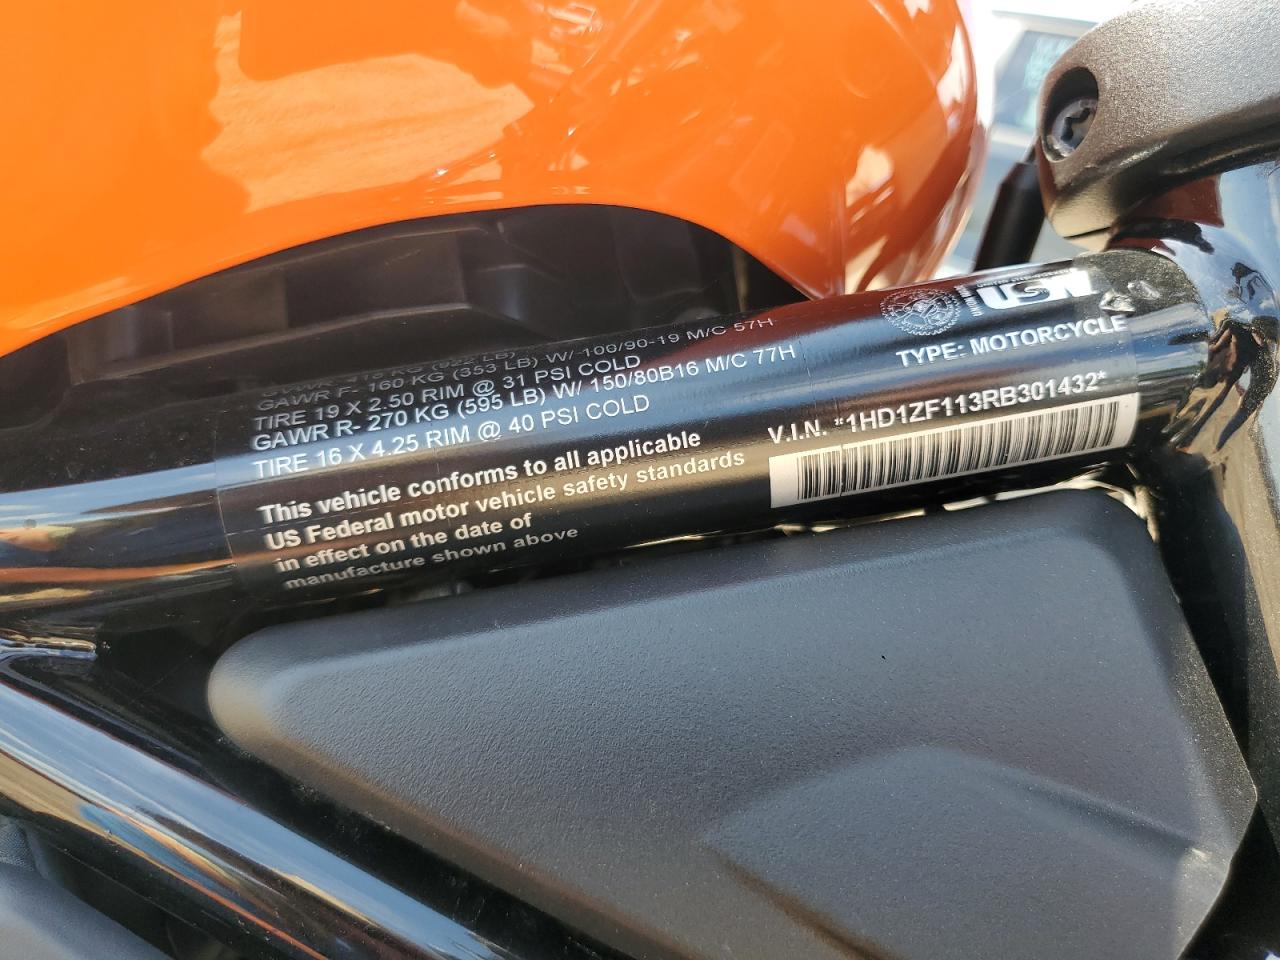 GAWR F- 160 KG (353 LB) W/ 100/90-19 M/C 57H
TIRE 19 X 2.50 RIM @ 31 PSI COLD
GAWR R- 270 KG (595 LB) W/ 150/80B16 M/C 77H
TIRE 16 X 4.25 RIM @ 40 PSI COLD
This vehicle conforms to all applicable
US Federal motor vehicle safety standards
in effect on the date of
manufacture shown above
TYPE: MOTORCYCLE
V.I.N. *1HD1ZF113RB301432*